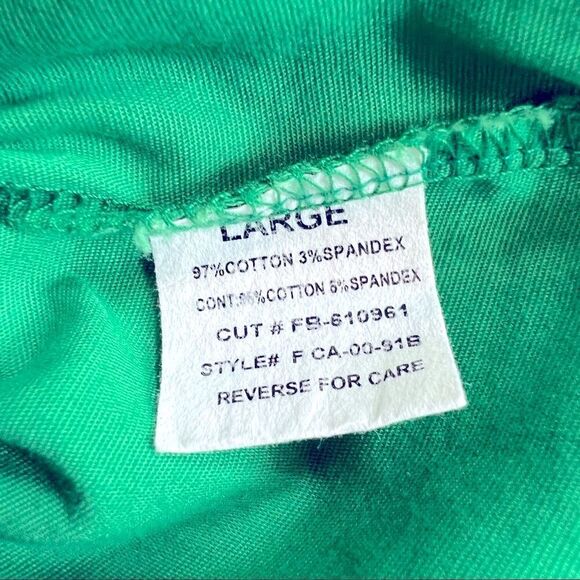 LARGE
97%COTTON 3%SPANDEX
CONT:95%COTTON 5%SPANDEX
CUT # FB-610961
STYLE# F CA-00-91B
REVERSE FOR CARE